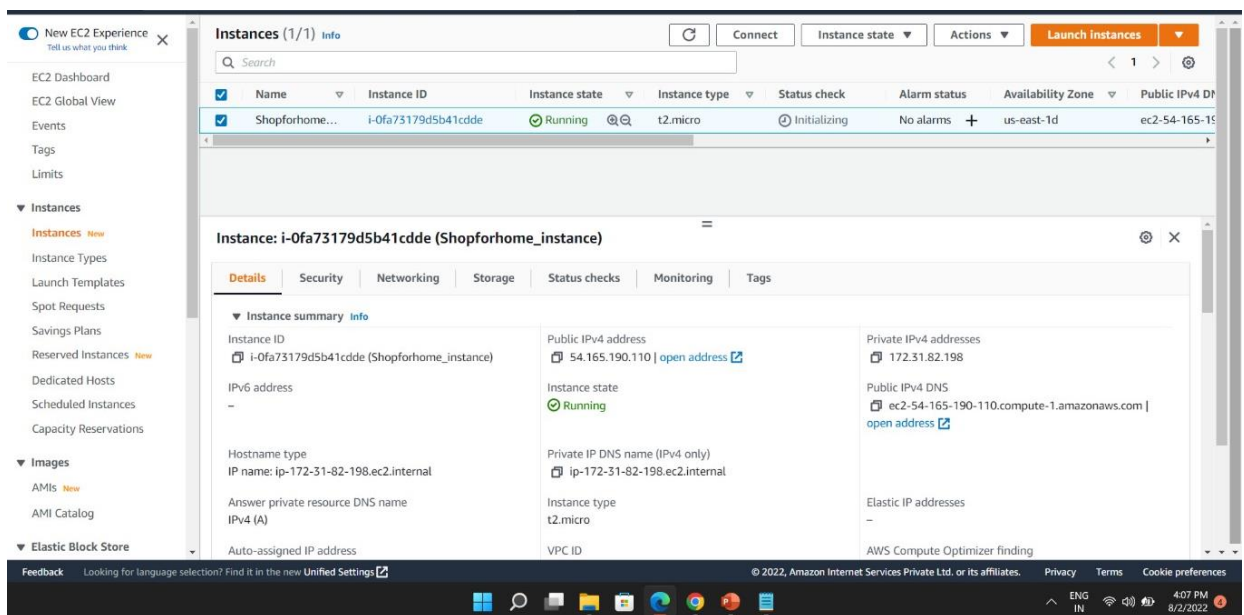 New EC2 Experience
Tell us what you think
EC2 Dashboard
EC2 Global View
Events
Tags
Limits
Instances
Instances New
Instance Types
Launch Templates
Spot Requests
Savings Plans
Reserved Instances New
Dedicated Hosts
Scheduled Instances
Capacity Reservations
Images
AMIs New
AMI Catalog
Elastic Block Store
Instances (1/1) Info
Connect Instance state Actions Launch instances
Search
1
Name Instance ID Instance state Instance type Status check Alarm status Availability Zone Public IPv4 DN
Shopforhome... i-0fa73179d5b41cdde Running t2.micro Initializing No alarms + us-east-1d ec2-54-165-19
Instance: i-0fa73179d5b41cdde (Shopforhome_instance)
Details Security Networking Storage Status checks Monitoring Tags
Instance summary Info
Instance ID
i-0fa73179d5b41cdde (Shopforhome_instance)
Public IPv4 address
54.165.190.110 | open address
Private IPv4 addresses
172.31.82.198
IPv6 address
–
Instance state
Running
Public IPv4 DNS
ec2-54-165-190-110.compute-1.amazonaws.com |
open address
Hostname type
IP name: ip-172-31-82-198.ec2.internal
Private IP DNS name (IPv4 only)
ip-172-31-82-198.ec2.internal
Answer private resource DNS name
IPv4 (A)
Instance type
t2.micro
Elastic IP addresses
–
Auto-assigned IP address
VPC ID
AWS Compute Optimizer finding
Feedback Looking for language selection? Find it in the new Unified Settings
© 2022, Amazon Internet Services Private Ltd. or its affiliates. Privacy Terms Cookie preferences
ENG
IN
4:07 PM
8/2/2022
4